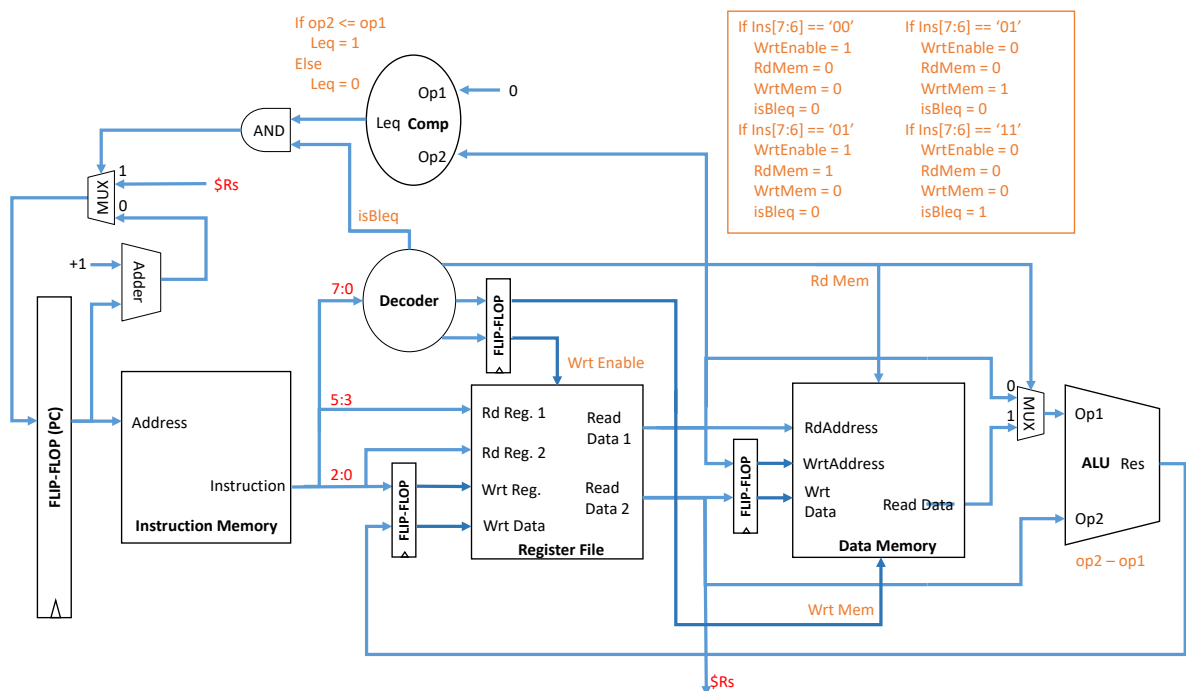 If op2 <= op1
Leq = 1
Else
Leq = 0
If Ins[7:6] == ‘00’
WrtEnable = 1
RdMem = 0
WrtMem = 0
isBleq = 0
If Ins[7:6] == ‘01’
WrtEnable = 0
RdMem = 0
WrtMem = 1
isBleq = 0
If Ins[7:6] == ‘01’
WrtEnable = 1
RdMem = 1
WrtMem = 0
isBleq = 0
If Ins[7:6] == ‘11’
WrtEnable = 0
RdMem = 0
WrtMem = 0
isBleq = 1
Op1
0
Leq Comp
Op2
AND
MUX
1
0
$Rs
isBleq
+1
Adder
7:0
Decoder
FLIP-FLOP
Rd Mem
Wrt Enable
FLIP-FLOP (PC)
Address
Instruction
Instruction Memory
5:3
2:0
FLIP-FLOP
Rd Reg. 1
Rd Reg. 2
Wrt Reg.
Wrt Data
Read
Data 1
Read
Data 2
Register File
FLIP-FLOP
RdAddress
WrtAddress
Wrt
Data
Read Data
Data Memory
0
1
MUX
Op1
ALU Res
Op2
op2 – op1
Wrt Mem
$Rs